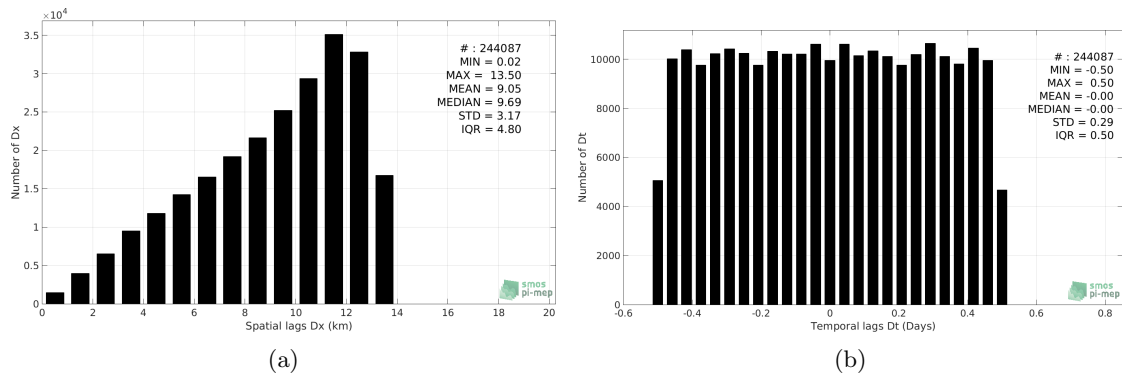 ×10⁴
3.5
3
2.5
2
1.5
1
0.5
0
Number of Dx
# : 244087
MIN = 0.02
MAX = 13.50
MEAN = 9.05
MEDIAN = 9.69
STD = 3.17
IQR = 4.80
smos
pi-mep
0 2 4 6 8 10 12 14 16 18 20
Spatial lags Dx (km)
(a)
10000
8000
6000
4000
2000
0
Number of Dt
# : 244087
MIN = -0.50
MAX = 0.50
MEAN = -0.00
MEDIAN = -0.00
STD = 0.29
IQR = 0.50
smos
pi-mep
-0.6 -0.4 -0.2 0 0.2 0.4 0.6 0.8
Temporal lags Dt (Days)
(b)